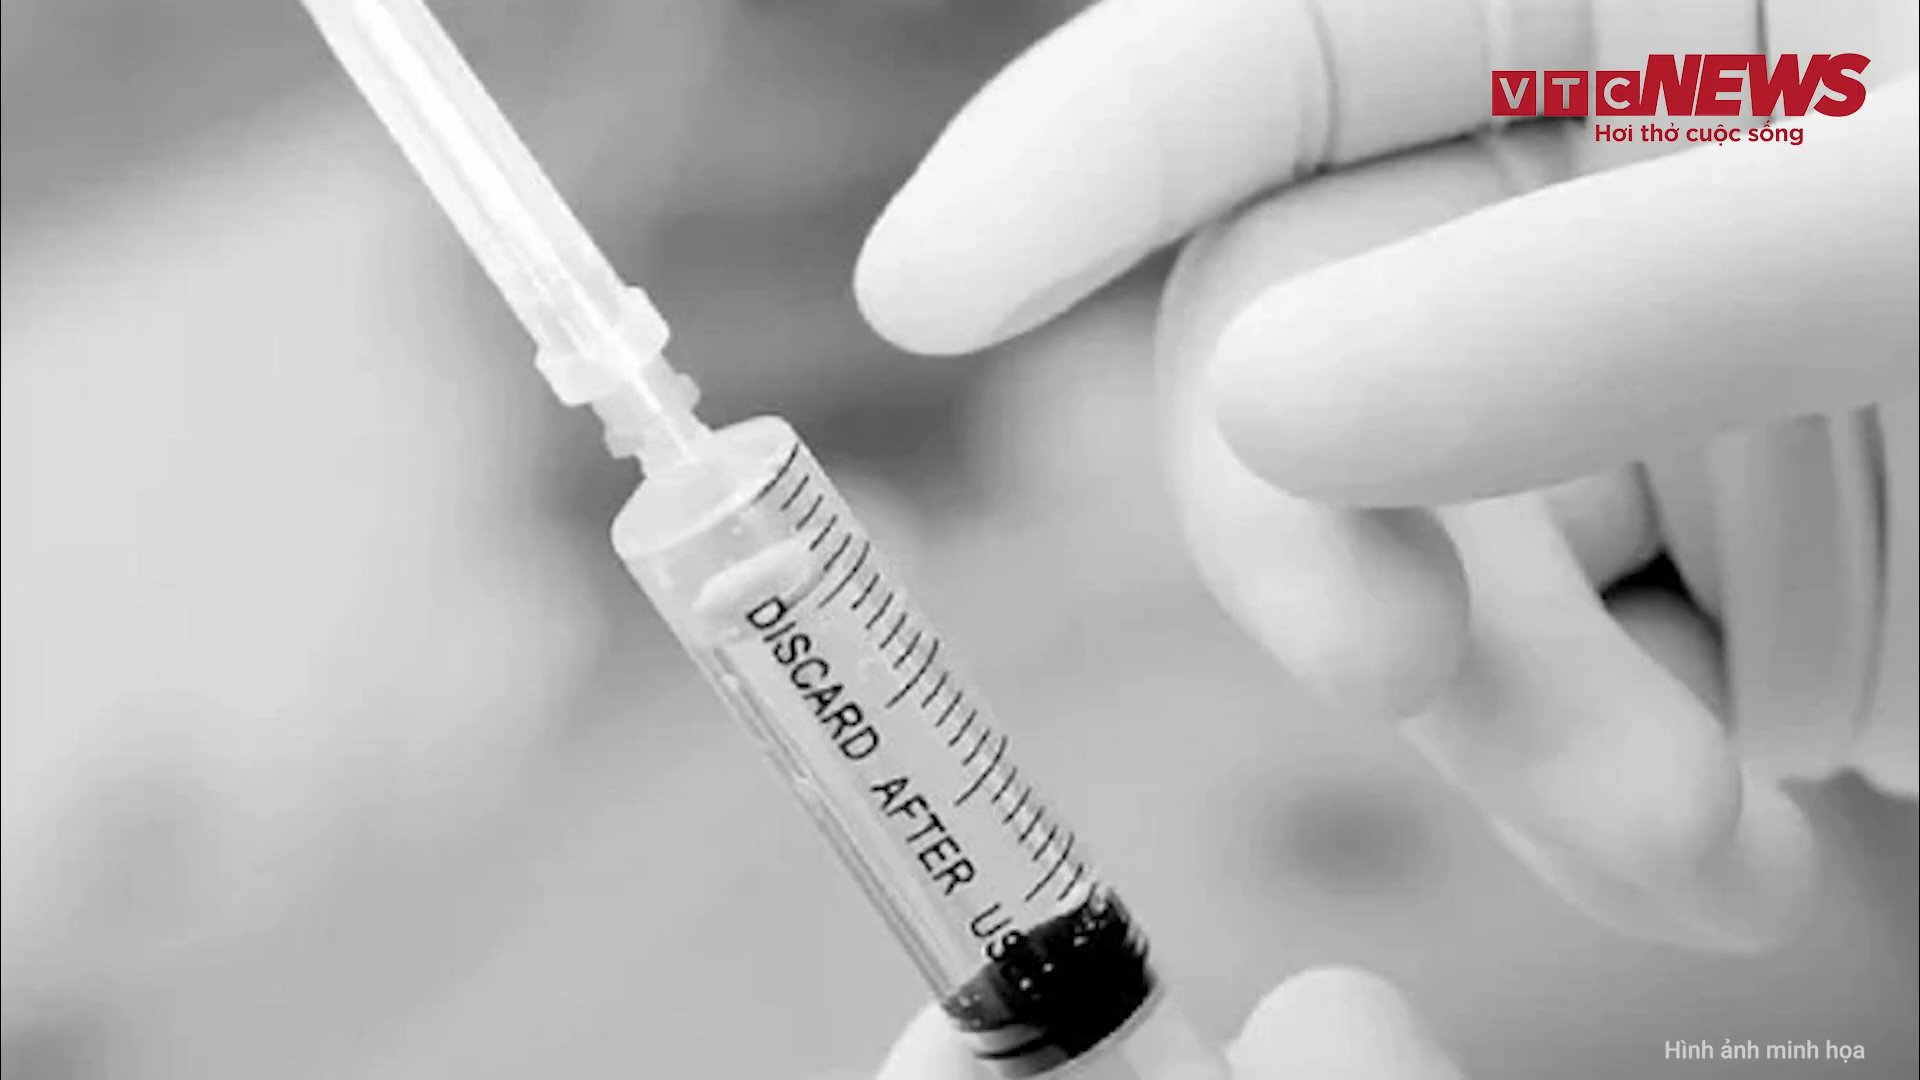 VTC NEWS
Hơi thở cuộc sống
DISCARD AFTER US
Hình ảnh minh họa